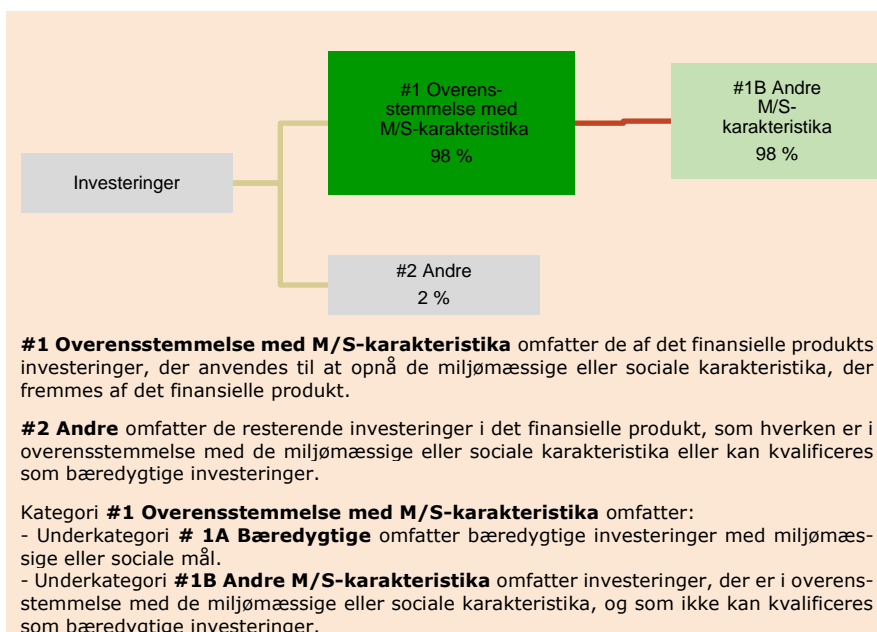 #1 Overens-
stemmelse med
M/S-karakteristika
98 %
#1B Andre
M/S-
karakteristika
98 %
Investeringer
#2 Andre
2 %
#1 Overensstemmelse med M/S-karakteristika omfatter de af det finansielle produkts
investeringer, der anvendes til at opnå de miljømæssige eller sociale karakteristika, der
fremmes af det finansielle produkt.
#2 Andre omfatter de resterende investeringer i det finansielle produkt, som hverken er i
overensstemmelse med de miljømæssige eller sociale karakteristika eller kan kvalificeres
som bæredygtige investeringer.
Kategori #1 Overensstemmelse med M/S-karakteristika omfatter:
- Underkategori # 1A Bæredygtige omfatter bæredygtige investeringer med miljømæs-
sige eller sociale mål.
- Underkategori #1B Andre M/S-karakteristika omfatter investeringer, der er i overens-
stemmelse med de miljømæssige eller sociale karakteristika, og som ikke kan kvalificeres
som bæredygtige investeringer.